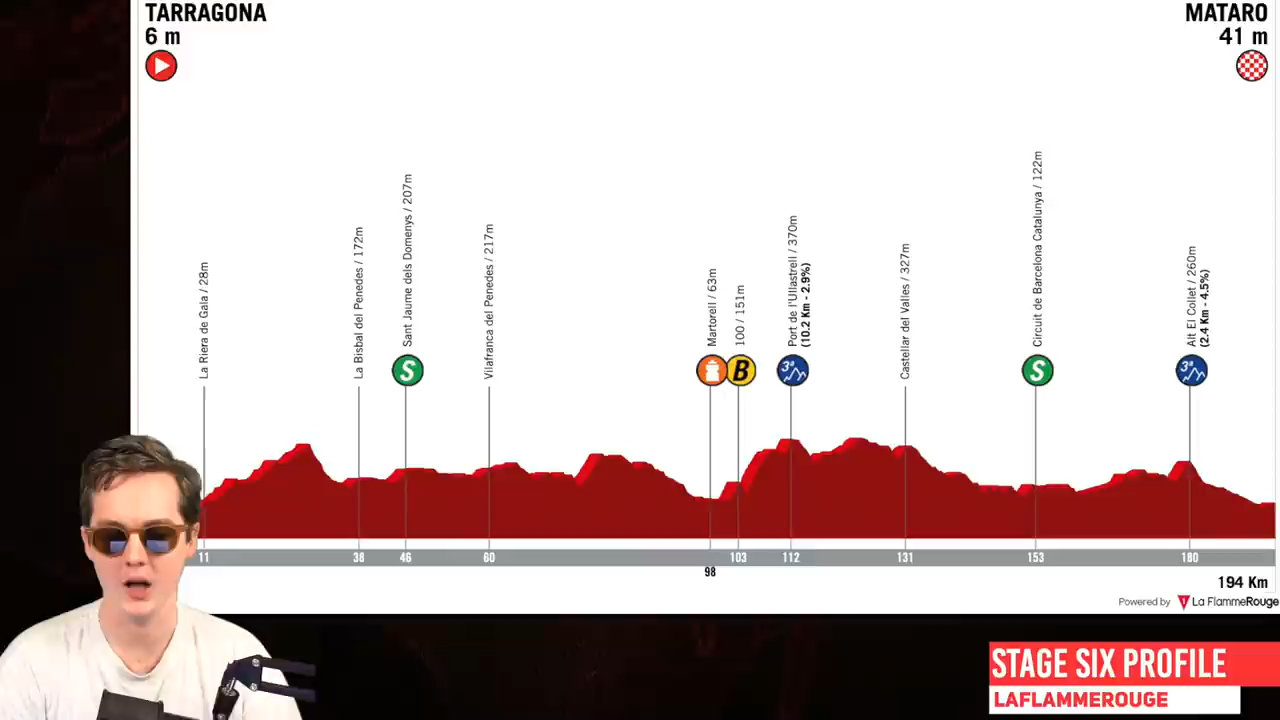 TARRAGONA
6 m
MATARO
41 m
La Riera de Gaia / 28m
La Bisbal del Penedes / 172m
Sant Jaume dels Domenys / 207m
Vilafranca del Penedes / 217m
Martorell / 63m
100 / 151m
Port de l'Ullastrell / 370m
(10.2 Km - 2.9%)
Castellar del Valles / 327m
Circuit de Barcelona Catalunya / 122m
Alt El Collet / 260m
(2.4 Km - 4.5%)
S
B
3ª
S
3ª
11
38
46
60
98
103
112
131
153
180
194 Km
Powered by La FlammeRouge
STAGE SIX PROFILE
LAFLAMMEROUGE